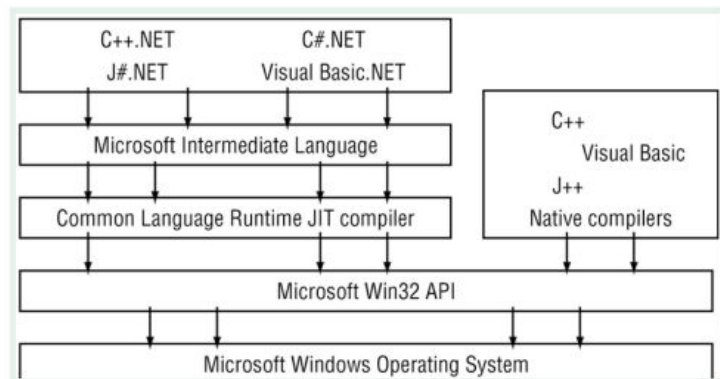 C++.NET C#.NET
J#.NET Visual Basic.NET
Microsoft Intermediate Language
Common Language Runtime JIT compiler
C++
Visual Basic
J++
Native compilers
Microsoft Win32 API
Microsoft Windows Operating System